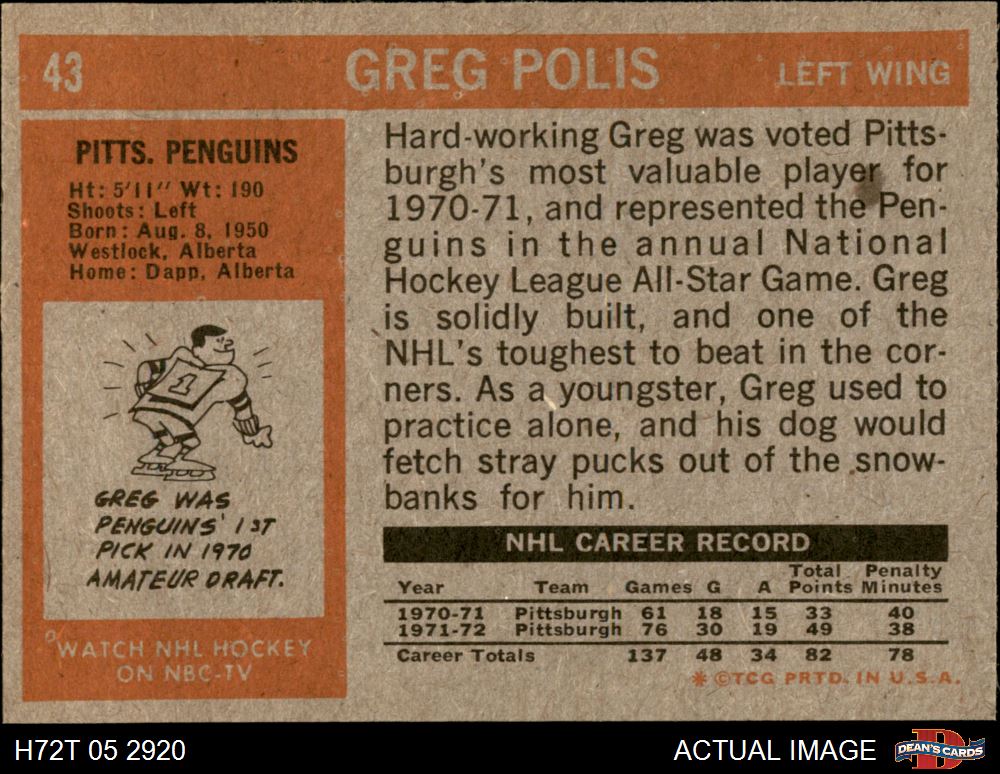 43 GREG POLIS LEFT WING
PITTS. PENGUINS
Ht: 5'11" Wt: 190
Shoots: Left
Born: Aug. 8, 1950
Westlock, Alberta
Home: Dapp, Alberta
1
GREG WAS
PENGUINS' 1ST
PICK IN 1970
AMATEUR DRAFT.
WATCH NHL HOCKEY
ON NBC-TV
Hard-working Greg was voted Pitts-
burgh's most valuable player for
1970-71, and represented the Pen-
guins in the annual National
Hockey League All-Star Game. Greg
is solidly built, and one of the
NHL's toughest to beat in the cor-
ners. As a youngster, Greg used to
practice alone, and his dog would
fetch stray pucks out of the snow-
banks for him.
NHL CAREER RECORD
Year Team Games G A Total Points Penalty Minutes
1970-71 Pittsburgh 61 18 15 33 40
1971-72 Pittsburgh 76 30 19 49 38
Career Totals 137 48 34 82 78
* ©TCG PRTD. IN U.S.A.
H72T 05 2920 ACTUAL IMAGE DEAN'S CARDS